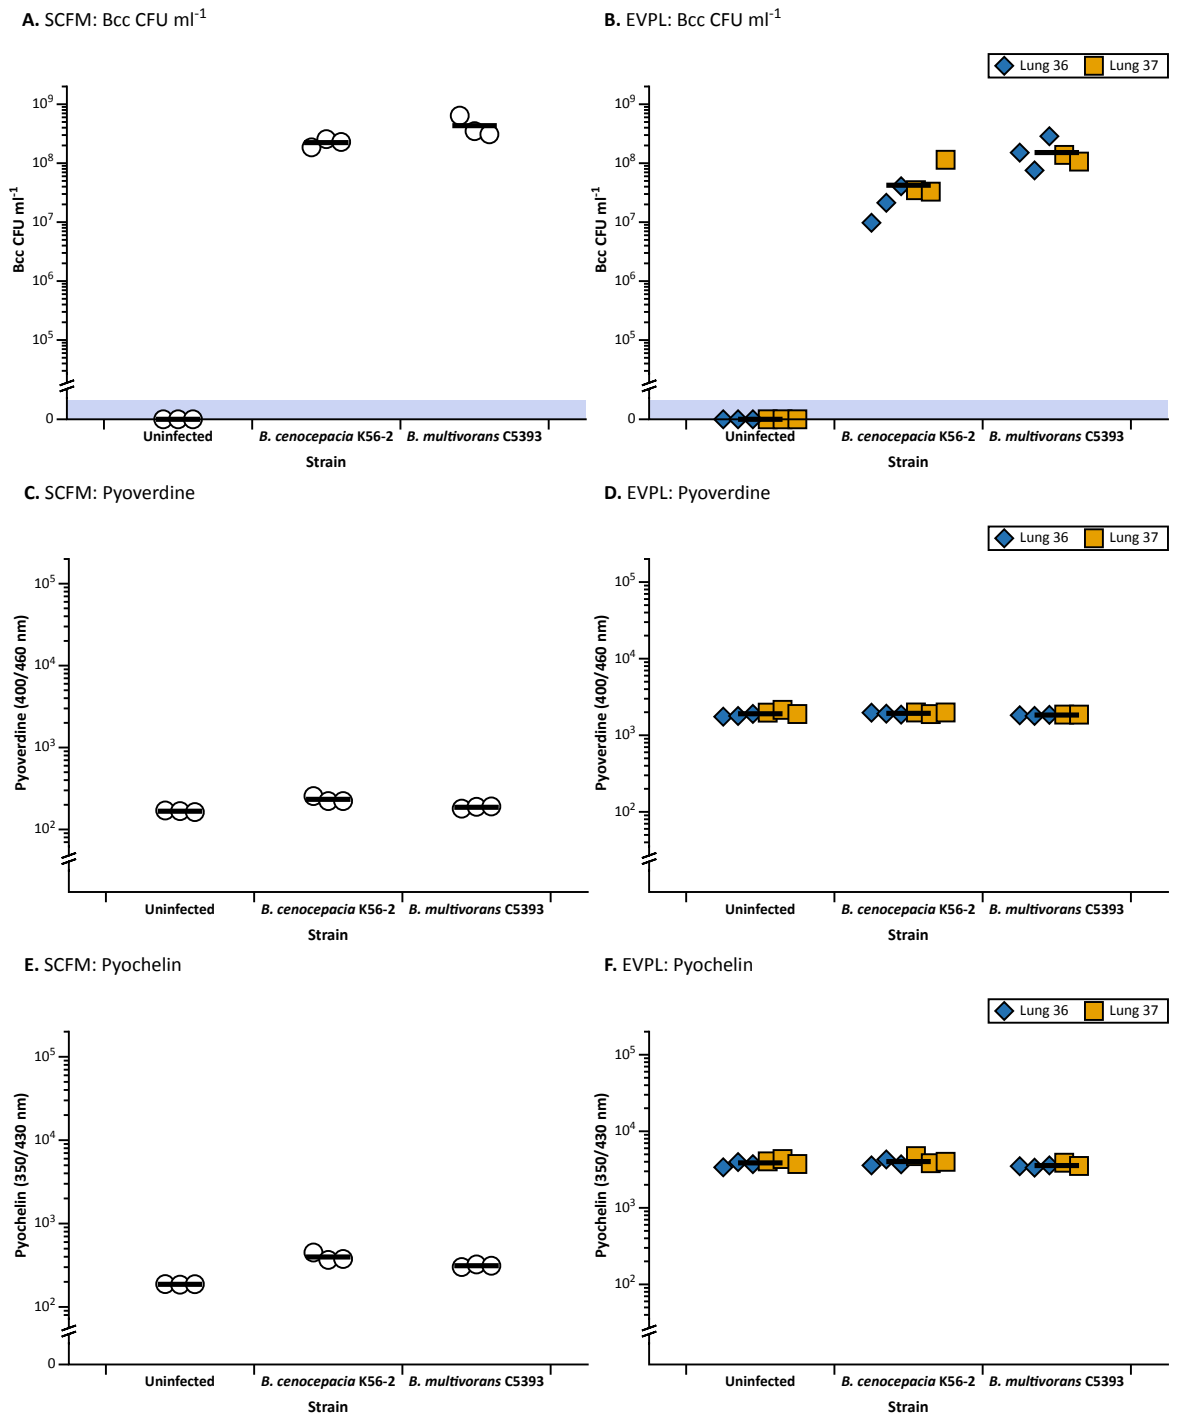 A. SCFM: Bcc CFU ml⁻¹
B. EVPL: Bcc CFU ml⁻¹
Lung 36 Lung 37
Bcc CFU ml⁻¹
10⁹
10⁸
10⁷
10⁶
10⁵
0
Uninfected B. cenocepacia K56-2 B. multivorans C5393
Strain
Bcc CFU ml⁻¹
10⁹
10⁸
10⁷
10⁶
10⁵
0
Uninfected B. cenocepacia K56-2 B. multivorans C5393
Strain
C. SCFM: Pyoverdine
D. EVPL: Pyoverdine
Lung 36 Lung 37
Pyoverdine (400/460 nm)
10⁵
10⁴
10³
10²
Uninfected B. cenocepacia K56-2 B. multivorans C5393
Strain
Pyoverdine (400/460 nm)
10⁵
10⁴
10³
10²
Uninfected B. cenocepacia K56-2 B. multivorans C5393
Strain
E. SCFM: Pyochelin
F. EVPL: Pyochelin
Lung 36 Lung 37
Pyochelin (350/430 nm)
10⁵
10⁴
10³
10²
0
Uninfected B. cenocepacia K56-2 B. multivorans C5393
Strain
Pyochelin (350/430 nm)
10⁵
10⁴
10³
10²
Uninfected B. cenocepacia K56-2 B. multivorans C5393
Strain